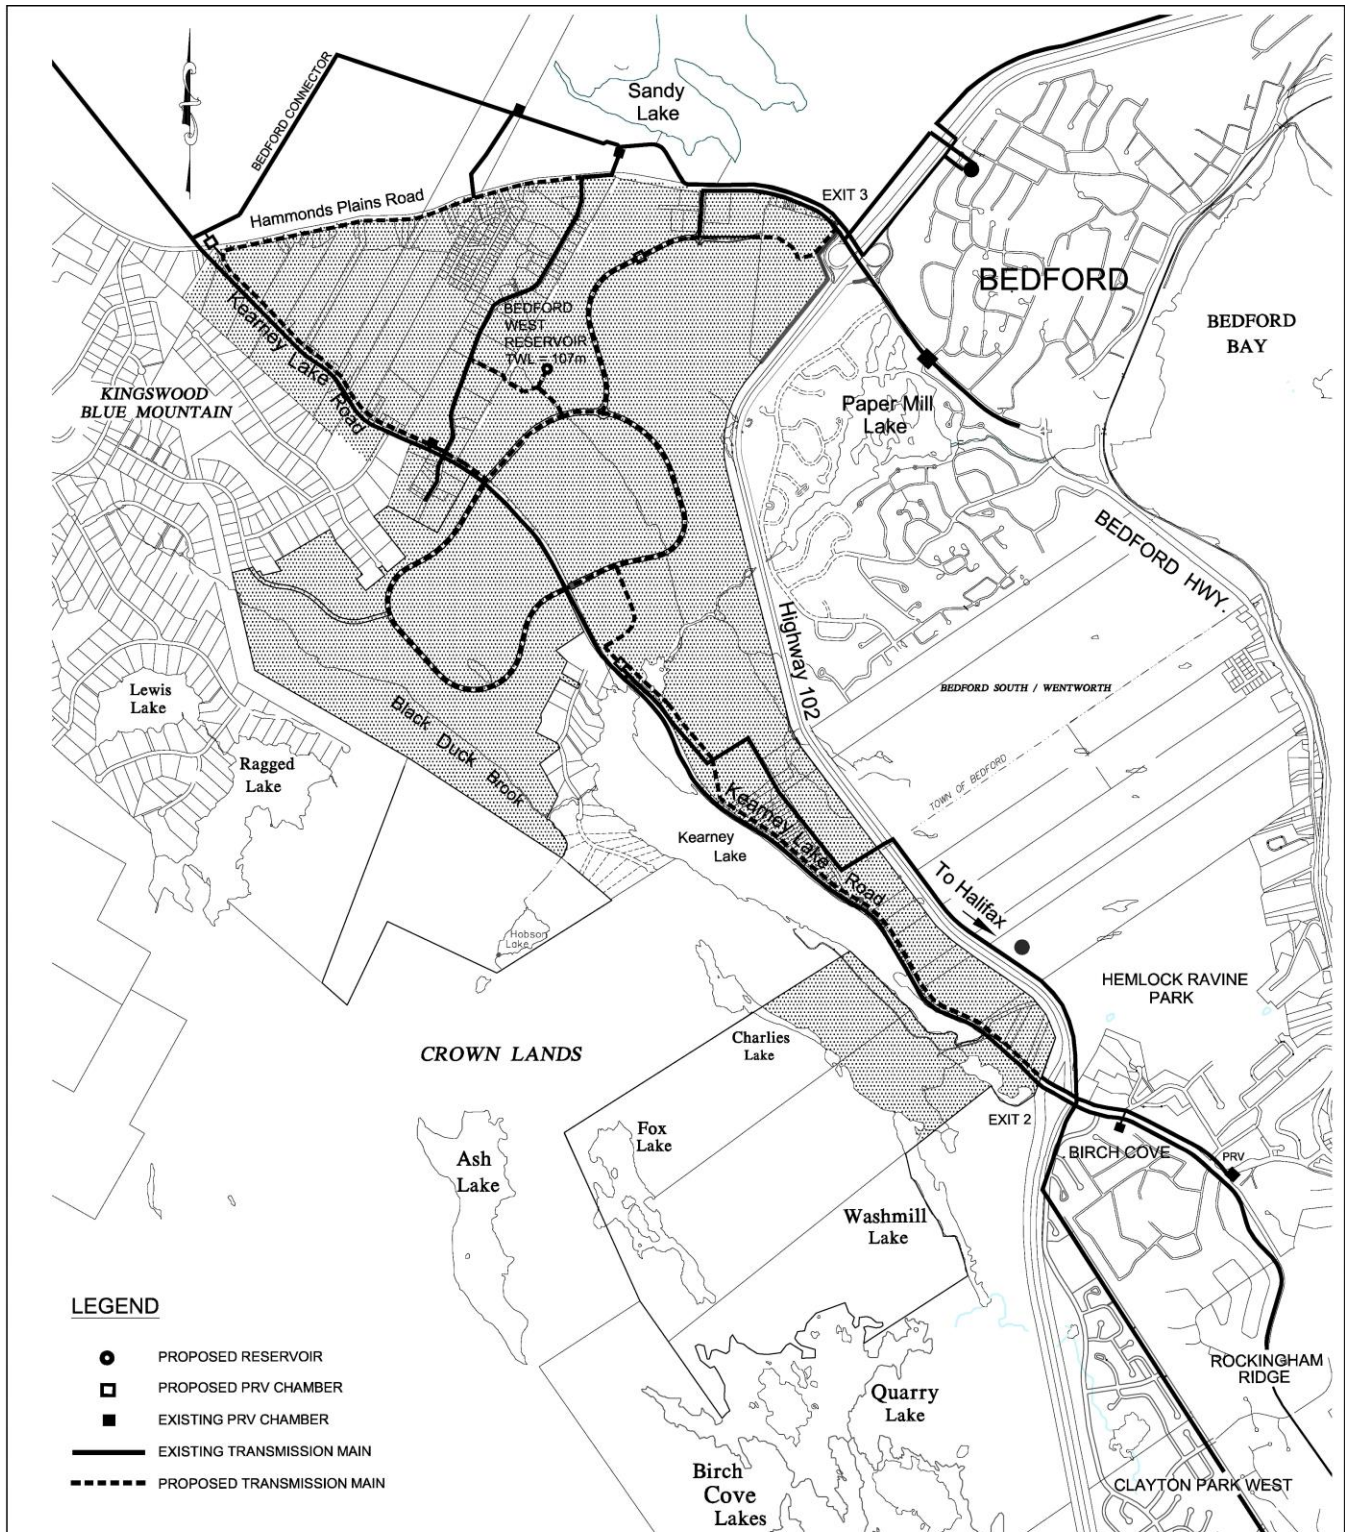 Sandy
Lake
BEDFORD CONNECTOR
EXIT 3
Hammonds Plains Road
BEDFORD
BEDFORD
BAY
BEDFORD
WEST
RESERVOIR
TWL = 107m
Kearney Lake Road
KINGSWOOD
BLUE MOUNTAIN
Paper Mill
Lake
BEDFORD HWY.
Highway 102
BEDFORD SOUTH / WENTWORTH
Lewis
Lake
Black Duck Brook
Ragged
Lake
TOWN OF BEDFORD
Kearney Lake Road
Kearney
Lake
To Halifax
Hobson
Lake
HEMLOCK RAVINE
PARK
CROWN LANDS
Charlies
Lake
EXIT 2
Fox
Lake
BIRCH COVE
PRV
Ash
Lake
Washmill
Lake
LEGEND
PROPOSED RESERVOIR
PROPOSED PRV CHAMBER
EXISTING PRV CHAMBER
EXISTING TRANSMISSION MAIN
PROPOSED TRANSMISSION MAIN
ROCKINGHAM
RIDGE
Quarry
Lake
Birch
Cove
Lakes
CLAYTON PARK WEST